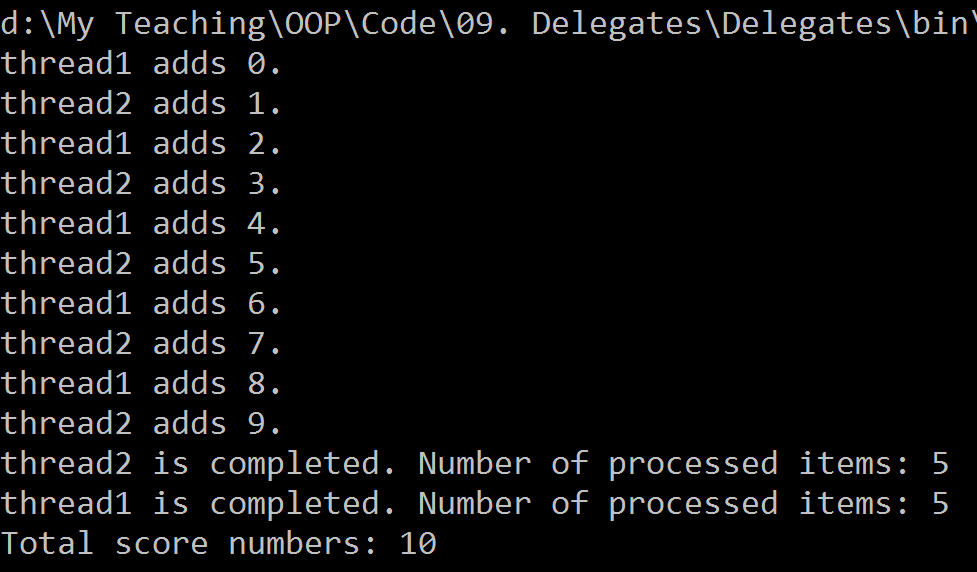 d:\My Teaching\OOP\Code\09. Delegates\Delegates\bin\
thread1 adds 0.
thread2 adds 1.
thread1 adds 2.
thread2 adds 3.
thread1 adds 4.
thread2 adds 5.
thread1 adds 6.
thread2 adds 7.
thread1 adds 8.
thread2 adds 9.
thread2 is completed. Number of processed items: 5
thread1 is completed. Number of processed items: 5
Total score numbers: 10